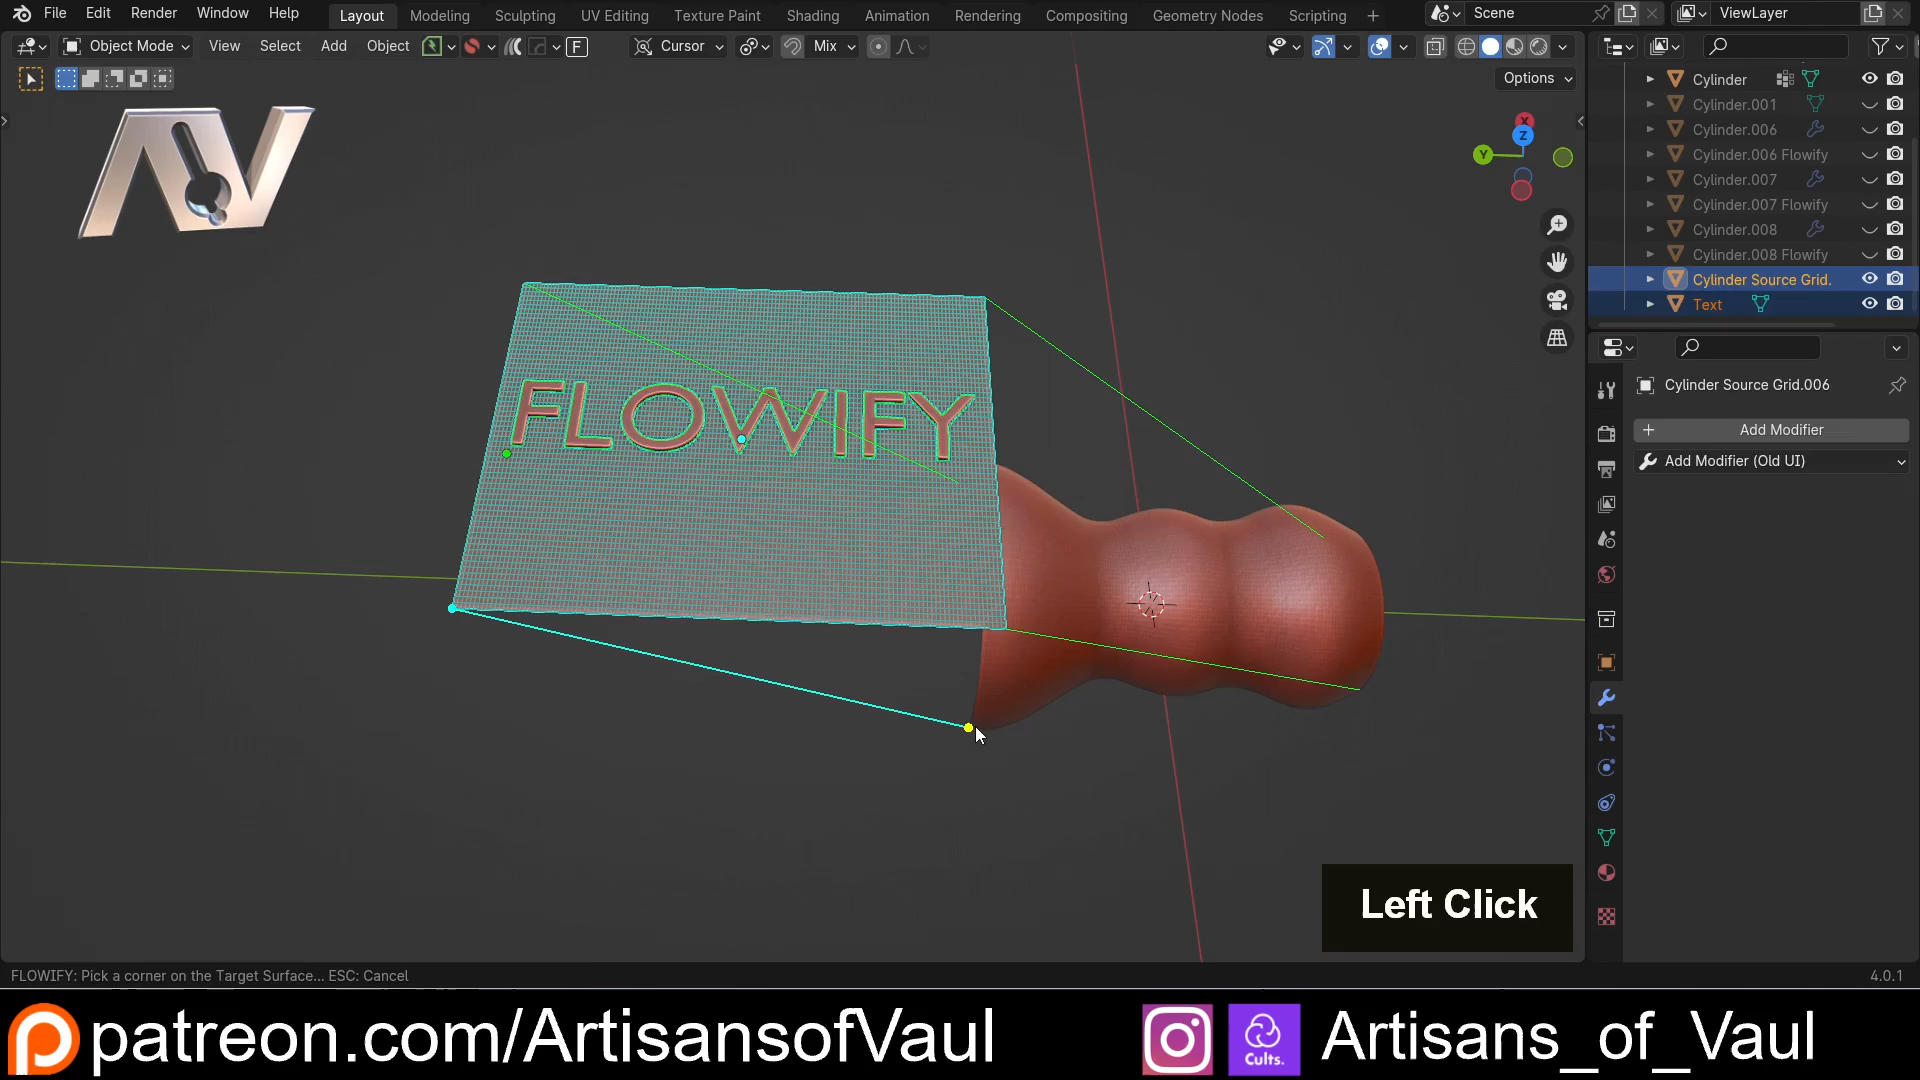 File Edit Render Window Help Layout Modeling Sculpting UV Editing Texture Paint Shading Animation Rendering Compositing Geometry Nodes Scripting + Scene ViewLayer
Object Mode View Select Add Object F Cursor Mix
Options
Cylinder
Cylinder.001
Cylinder.006
Cylinder.006 Flowify
Cylinder.007
Cylinder.007 Flowify
Cylinder.008
Cylinder.008 Flowify
Cylinder Source Grid.
Text
X
Z
Y
AV
FLOWIFY
Cylinder Source Grid.006
+ Add Modifier
Add Modifier (Old UI)
Left Click
FLOWIFY: Pick a corner on the Target Surface... ESC: Cancel
4.0.1
patreon.com/ArtisansofVaul
Cults.
Artisans_of_Vaul